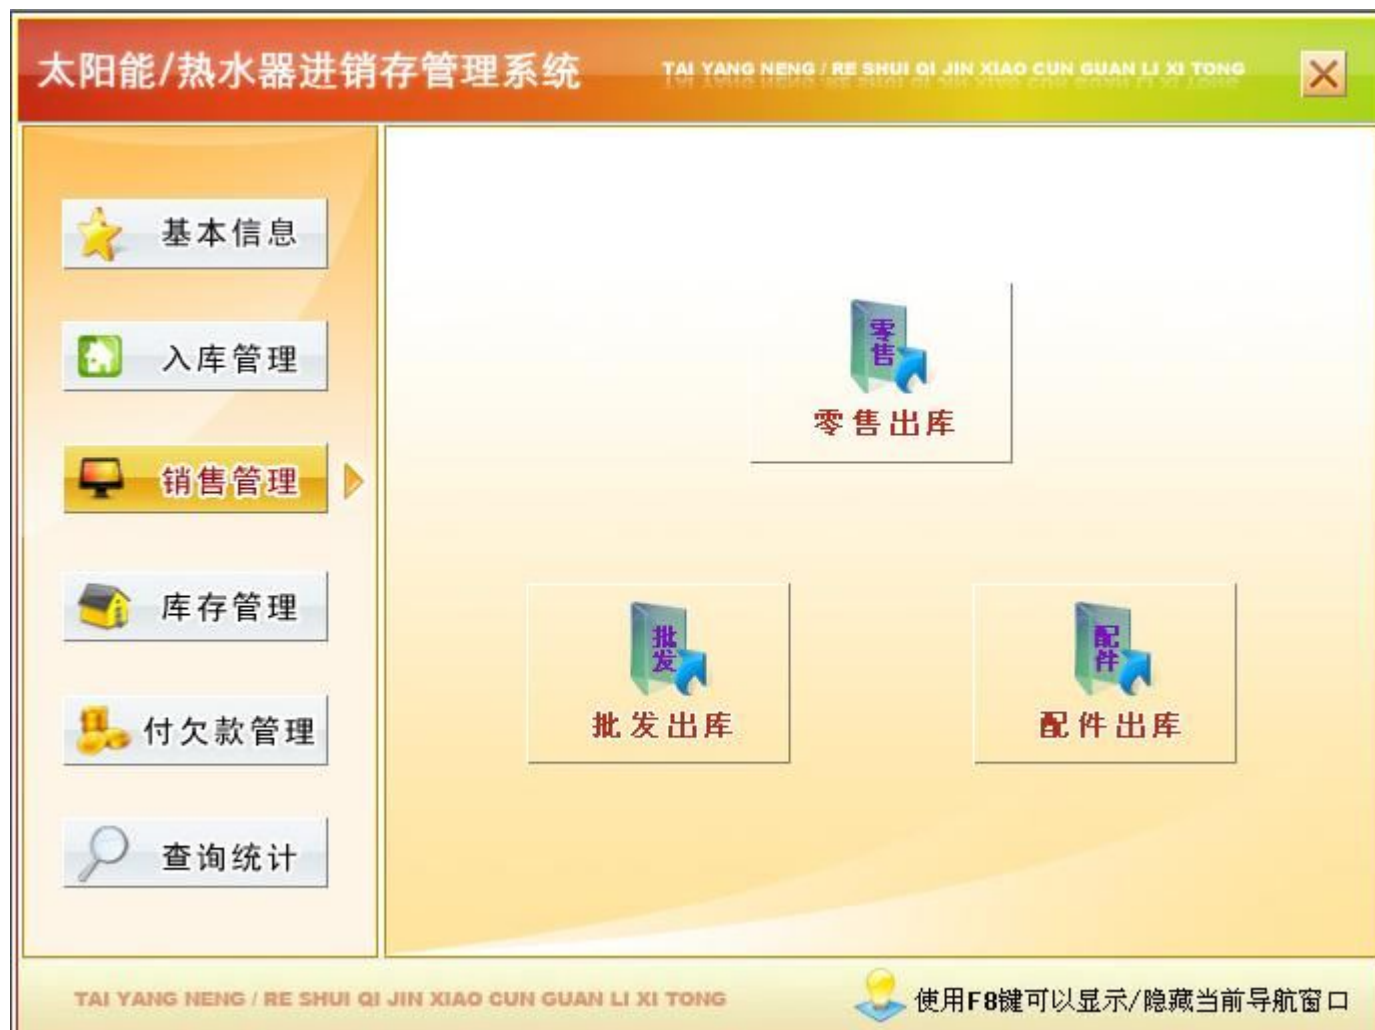 太阳能/热水器进销存管理系统
TAI YANG NENG / RE SHUI QI JIN XIAO CUN GUAN LI XI TONG
基本信息
入库管理
销售管理
库存管理
付欠款管理
查询统计
零售
零售出库
批发
批发出库
配件
配件出库
TAI YANG NENG / RE SHUI QI JIN XIAO CUN GUAN LI XI TONG
使用F8键可以显示/隐藏当前导航窗口